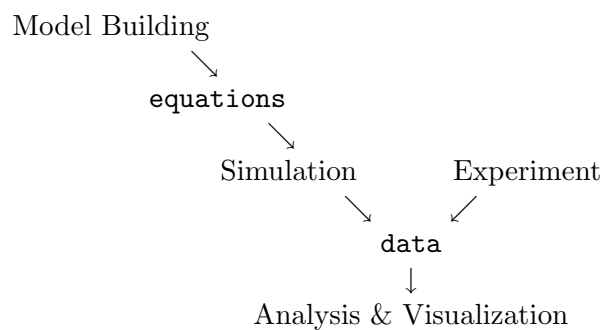 Model Building
equations
Simulation Experiment
data
Analysis & Visualization